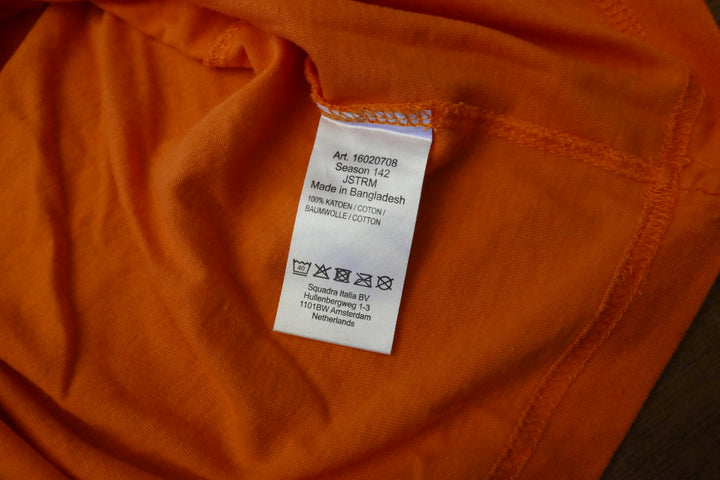 Art. 16020708
Season 142
JSTRM
Made in Bangladesh
100% KATOEN / COTON /
BAUMWOLLE / COTTON
40
Squadra Italia BV
Hullenbergweg 1-3
1101BW Amsterdam
Netherlands